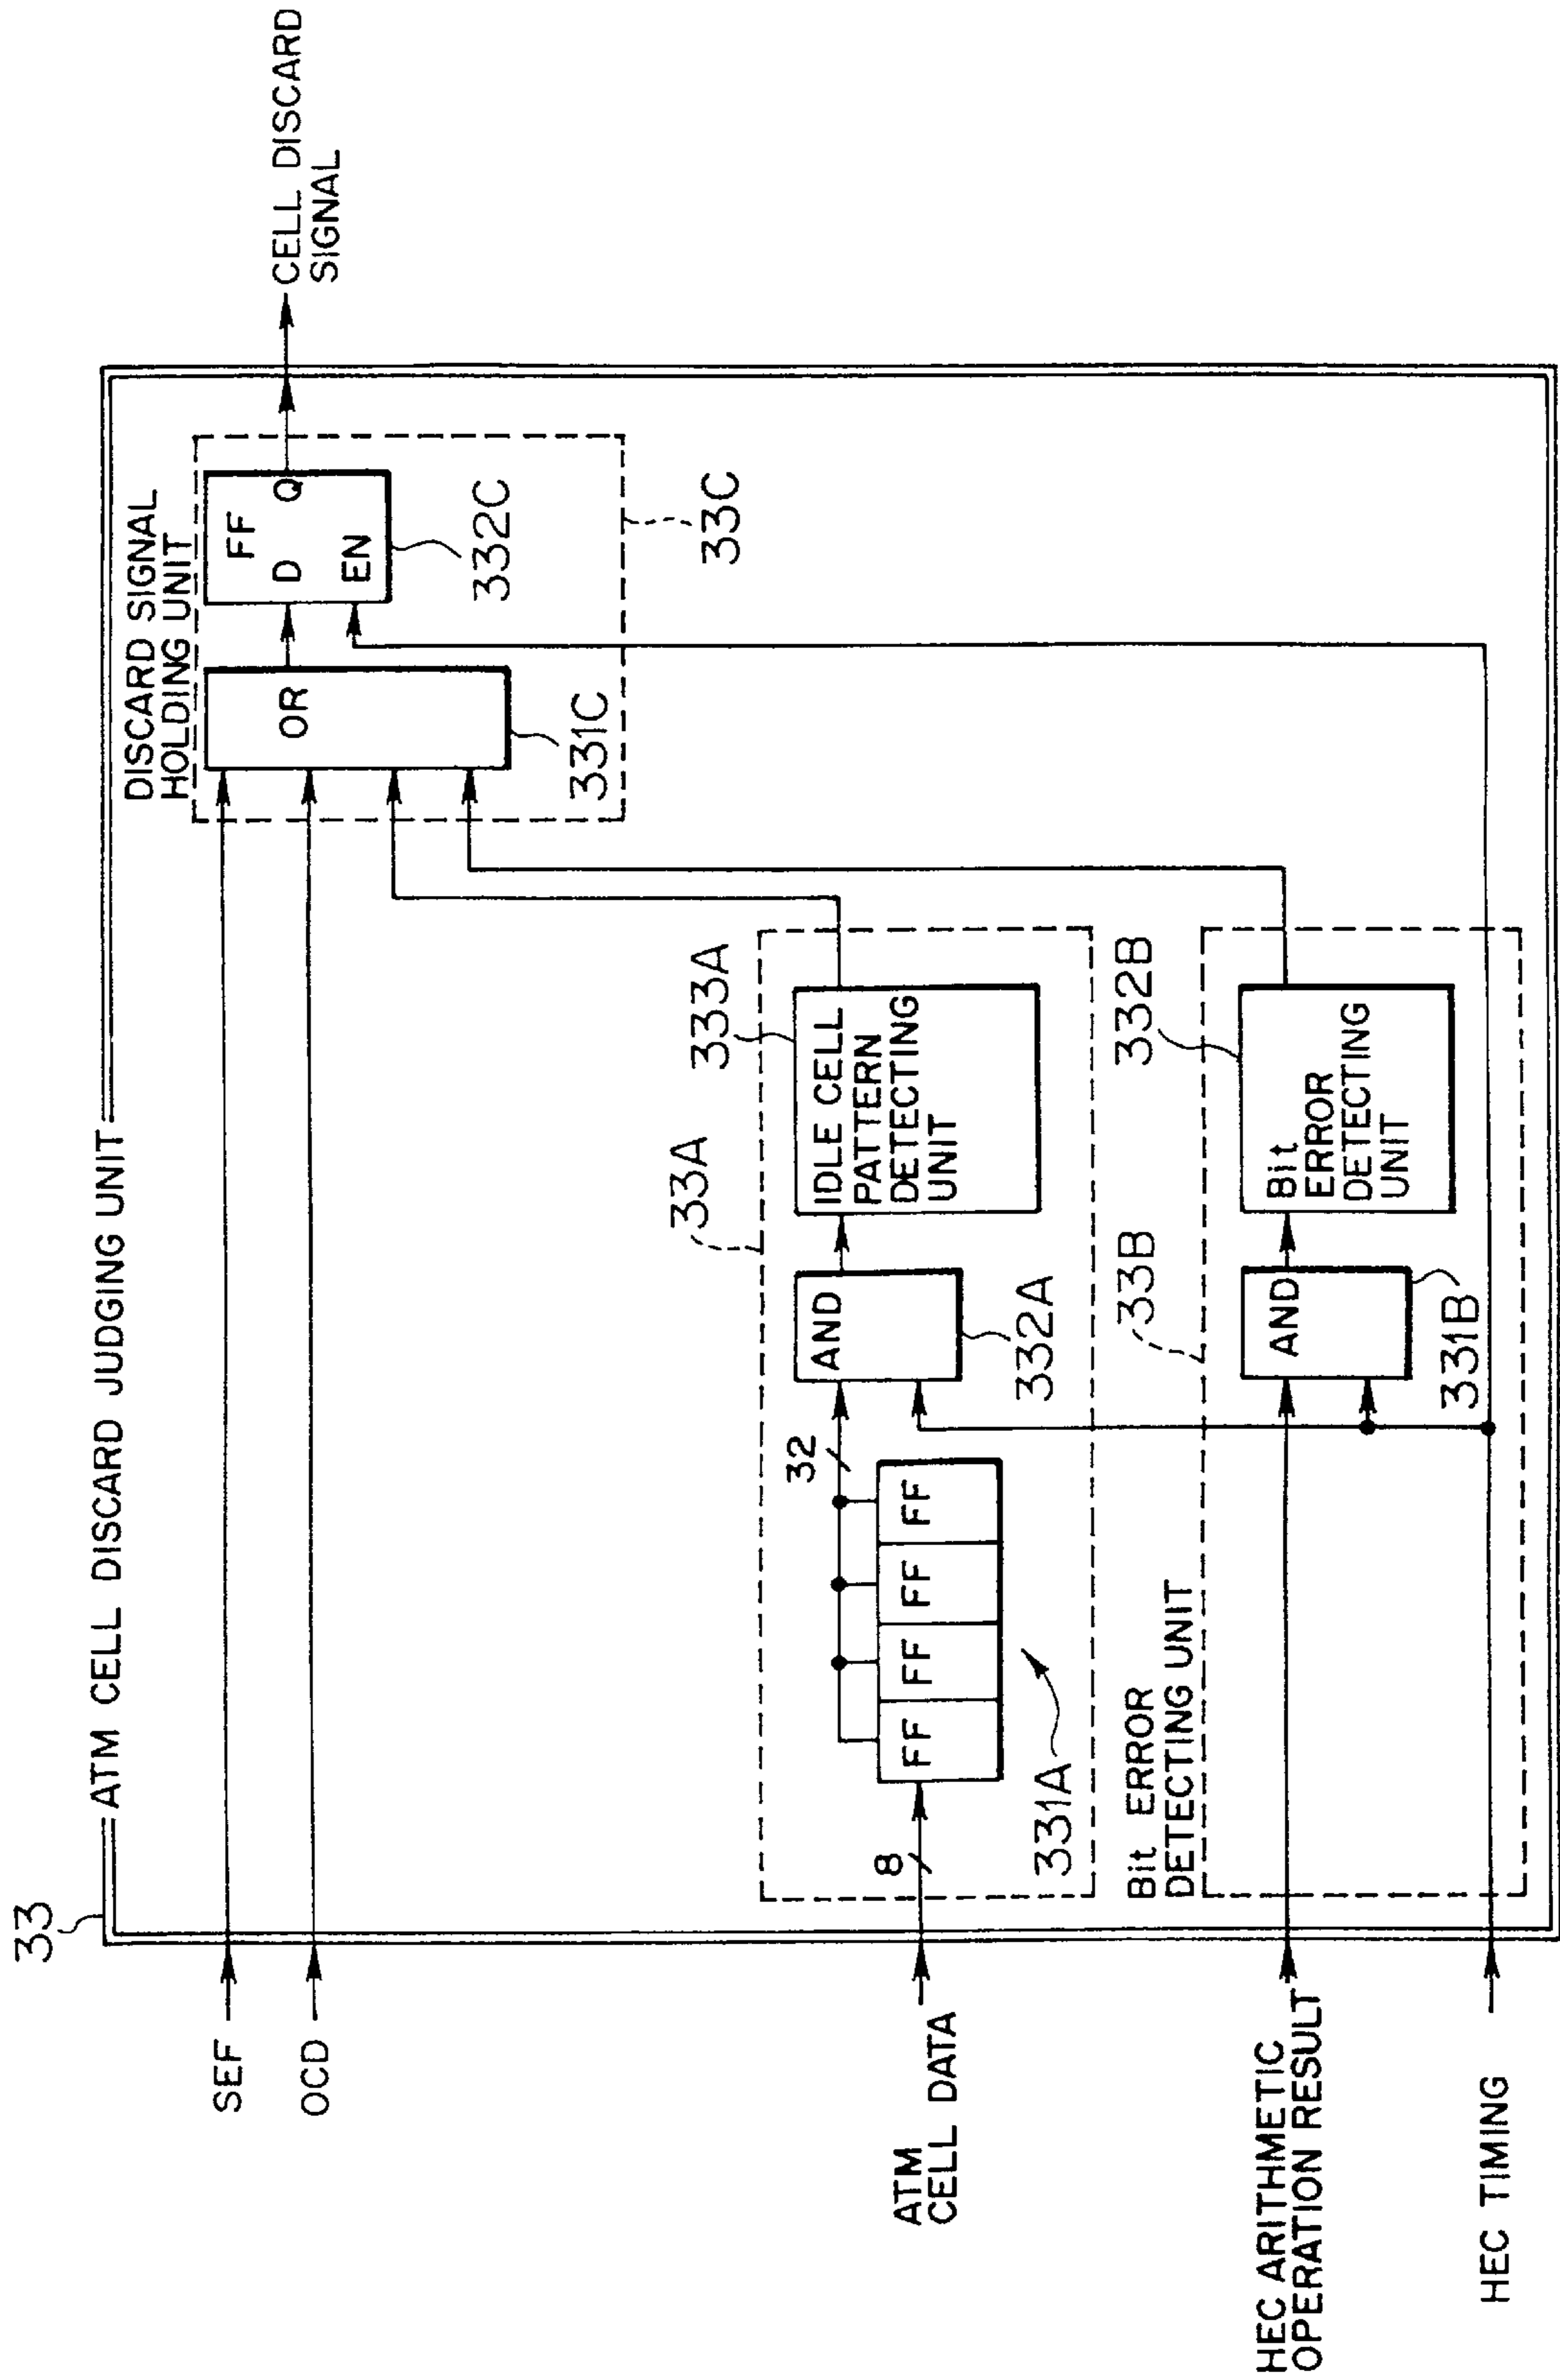 33
ATM CELL DISCARD JUDGING UNIT
SEF
OCD
DISCARD SIGNAL
HOLDING UNIT
OR
331C
FF
D
Q
EN
332C
33C
CELL DISCARD
SIGNAL
33A
ATM
CELL DATA
8
FF
FF
FF
FF
331A
32
AND
332A
IDLE CELL
PATTERN
DETECTING
UNIT
333A
Bit ERROR
DETECTING UNIT
33B
HEC ARITHMETIC
OPERATION RESULT
AND
331B
Bit
ERROR
DETECTING
UNIT
332B
HEC TIMING